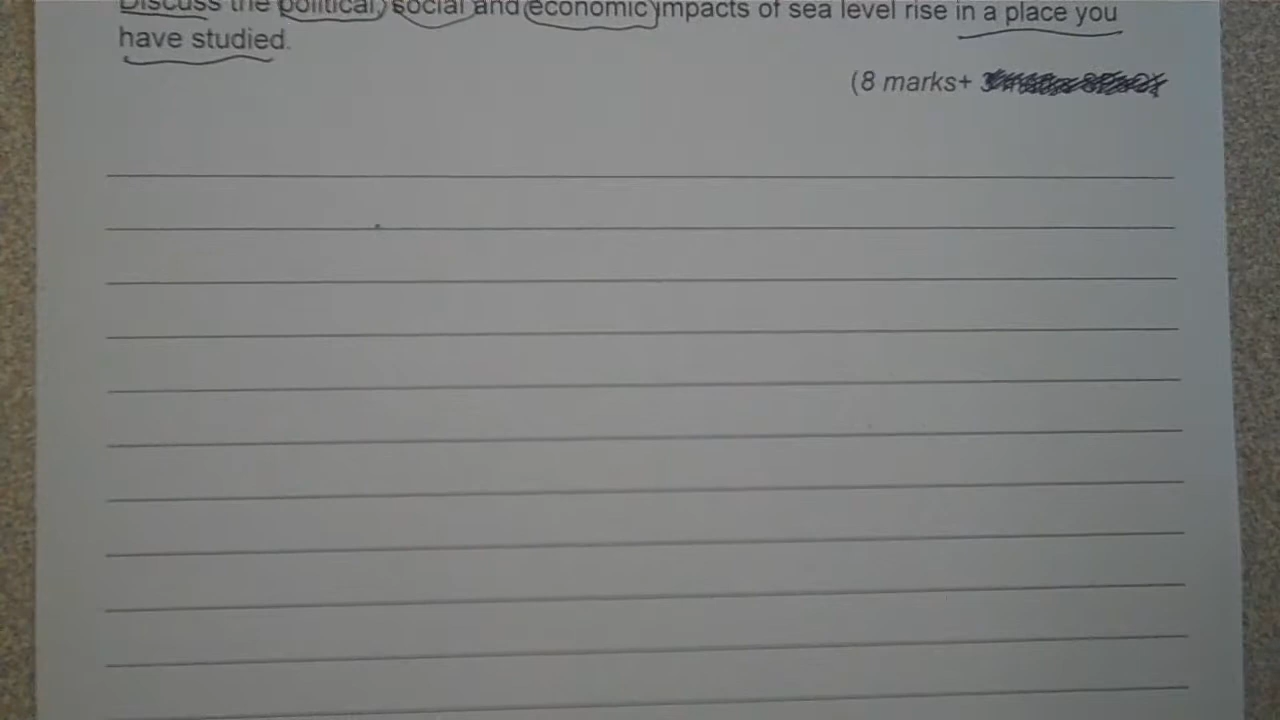 Discuss the political, social and economic impacts of sea level rise in a place you
have studied.
(8 marks+